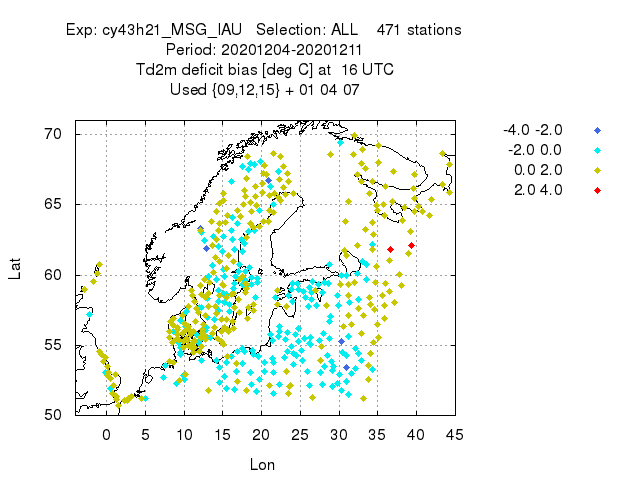 Exp: cy43h21_MSG_IAU   Selection: ALL    471 stations
Period: 20201204-20201211
Td2m deficit bias [deg C] at  16 UTC
Used {09,12,15} + 01 04 07
-4.0 -2.0
-2.0 0.0
0.0 2.0
2.0 4.0
70
65
60
55
50
Lat
0 5 10 15 20 25 30 35 40 45
Lon